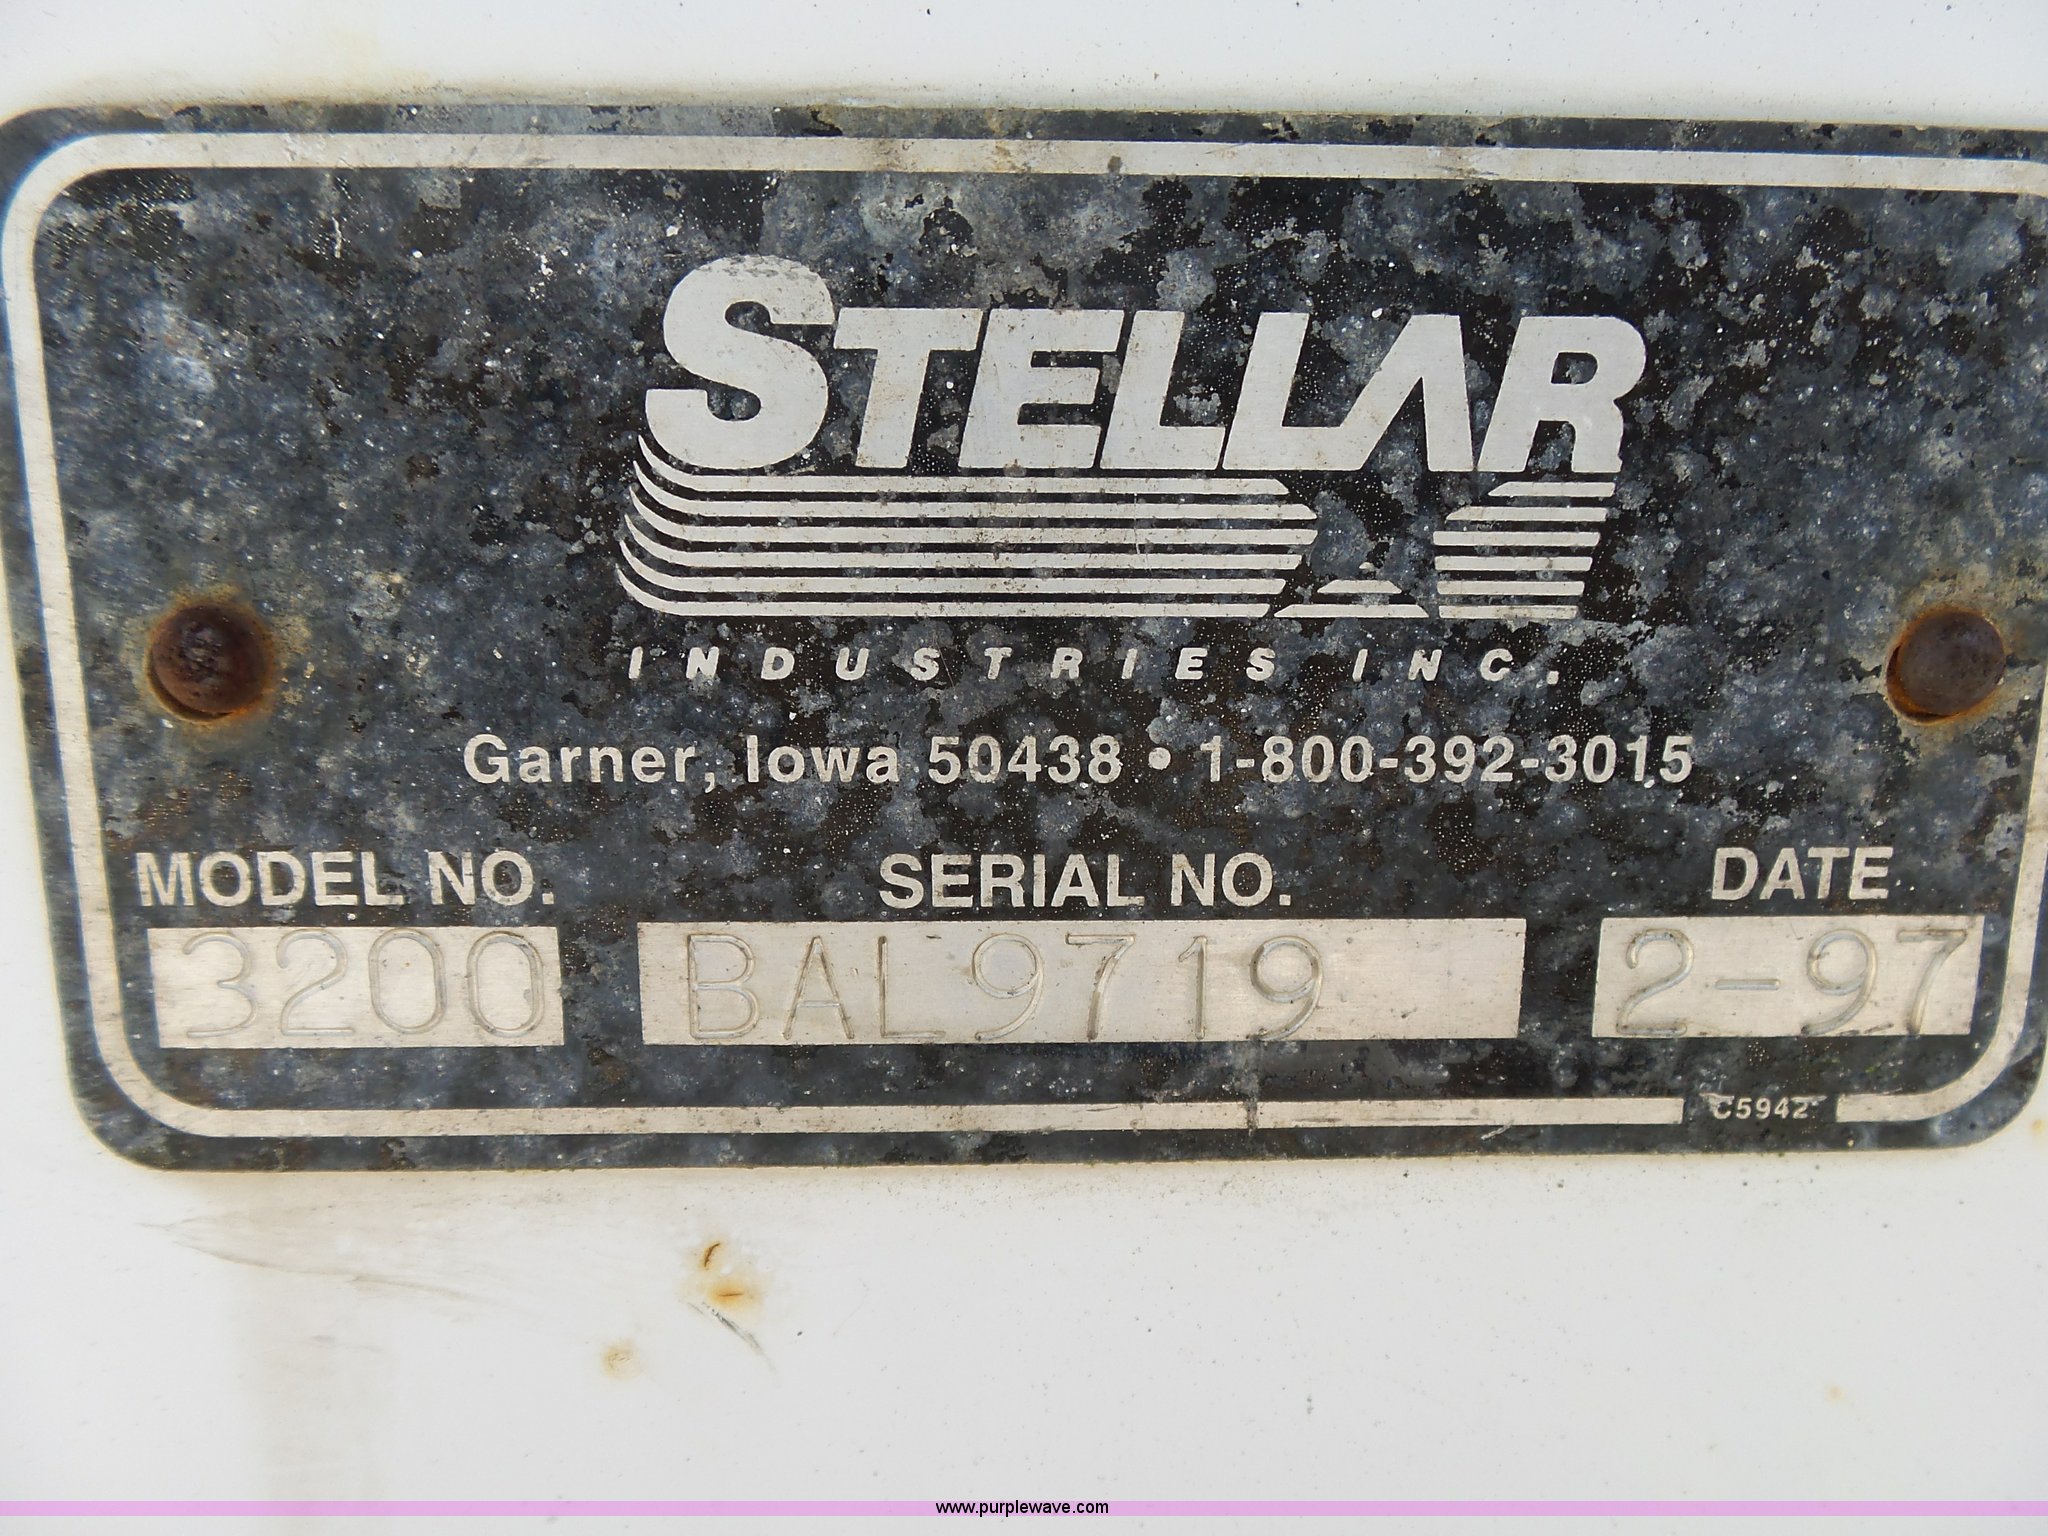 STELLAR
INDUSTRIES INC.
Garner, Iowa 50438 • 1-800-392-3015
MODEL NO. SERIAL NO. DATE
3200 BAL9719 2-97
C5942
www.purplewave.com